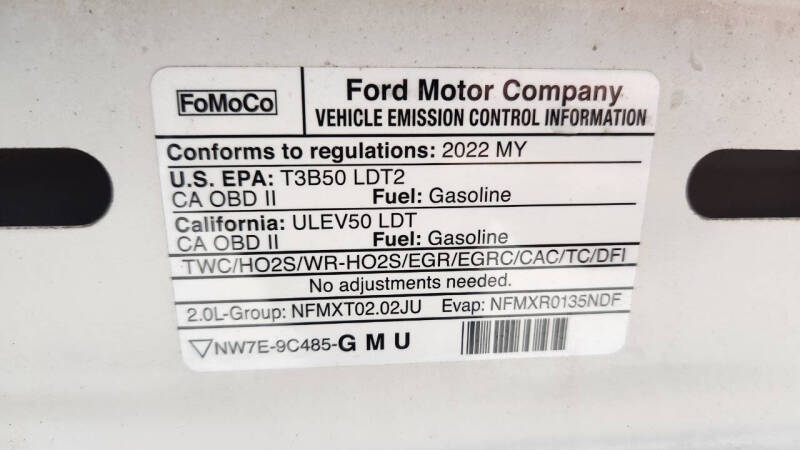 FoMoCo
Ford Motor Company
VEHICLE EMISSION CONTROL INFORMATION
Conforms to regulations: 2022 MY
U.S. EPA: T3B50 LDT2
CA OBD II Fuel: Gasoline
California: ULEV50 LDT
CA OBD II Fuel: Gasoline
TWC/HO2S/WR-HO2S/EGR/EGRC/CAC/TC/DFI
No adjustments needed.
2.0L-Group: NFMXT02.02JU Evap: NFMXR0135NDF
NW7E-9C485-G M U